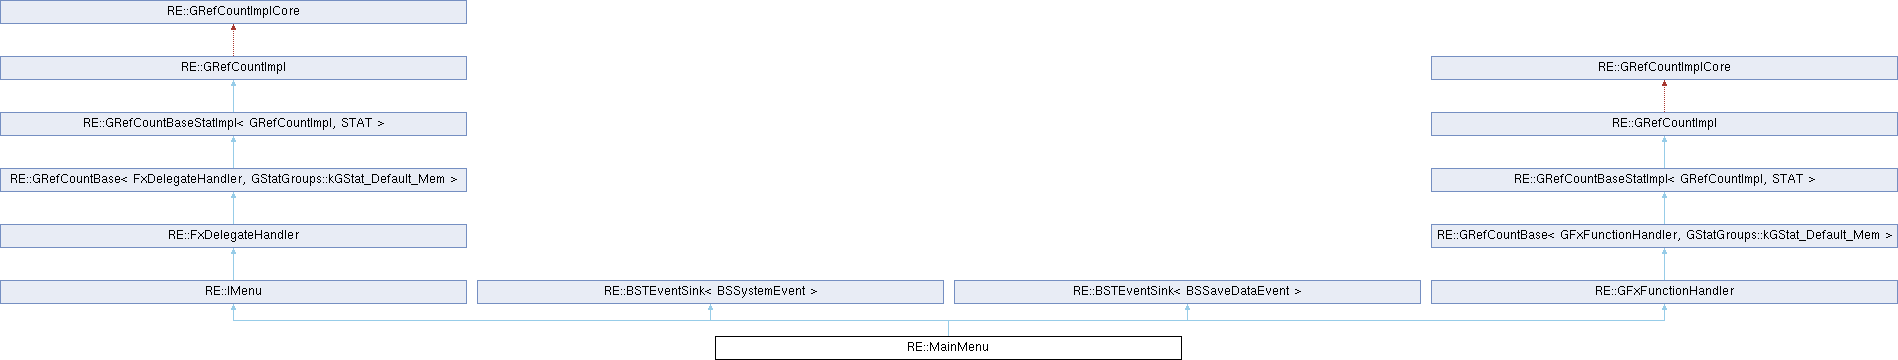 RE::GRefCountImplCore
RE::GRefCountImpl
RE::GRefCountImplCore
RE::GRefCountBaseStatImpl< GRefCountImpl, STAT >
RE::GRefCountImpl
RE::GRefCountBase< FxDelegateHandler, GStatGroups::kGStat_Default_Mem >
RE::GRefCountBaseStatImpl< GRefCountImpl, STAT >
RE::FxDelegateHandler
RE::GRefCountBase< GFxFunctionHandler, GStatGroups::kGStat_Default_Mem >
RE::IMenu
RE::BSTEventSink< BSSystemEvent >
RE::BSTEventSink< BSSaveDataEvent >
RE::GFxFunctionHandler
RE::MainMenu